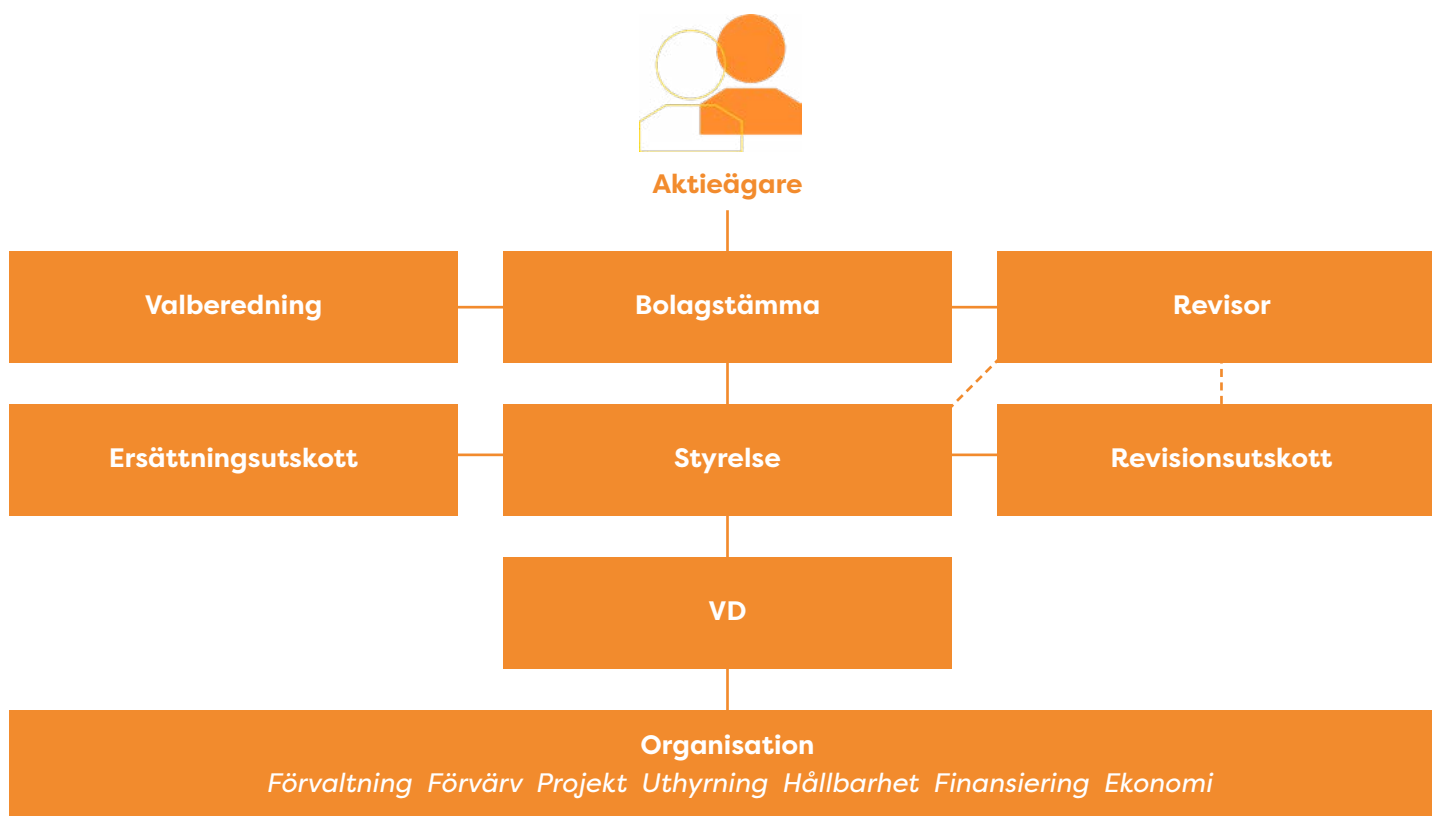 Aktieägare
Valberedning
Bolagstämma
Revisor
Ersättningsutskott
Styrelse
Revisionsutskott
VD
Organisation
Förvaltning Förvärv Projekt Uthyrning Hållbarhet Finansiering Ekonomi